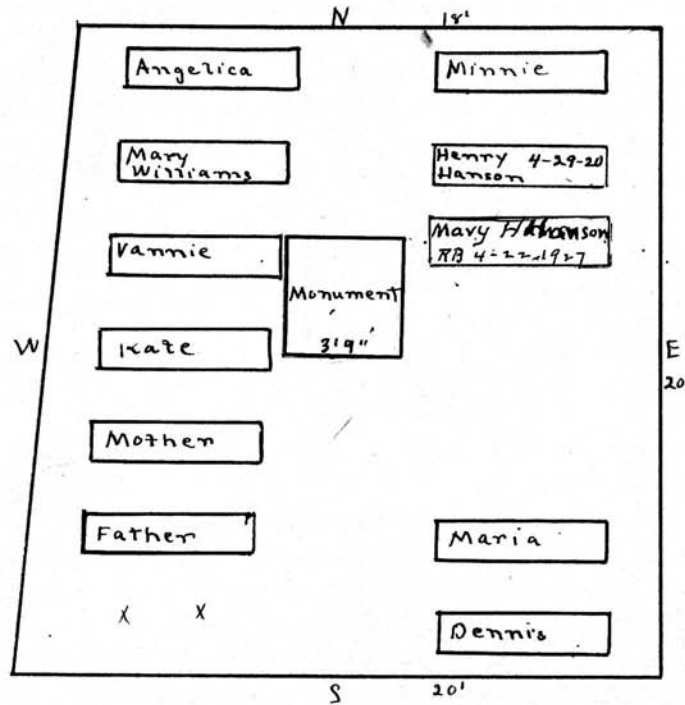 N 18'
Angelica
Minnie
Mary
Williams
Henry 4-29-20
Hanson
Vannie
Mary Hanson
RB 4-22-1927
Monument
3'9"
W
Kate
E
20
Mother
Father
Maria
x x
Dennis
S 20'